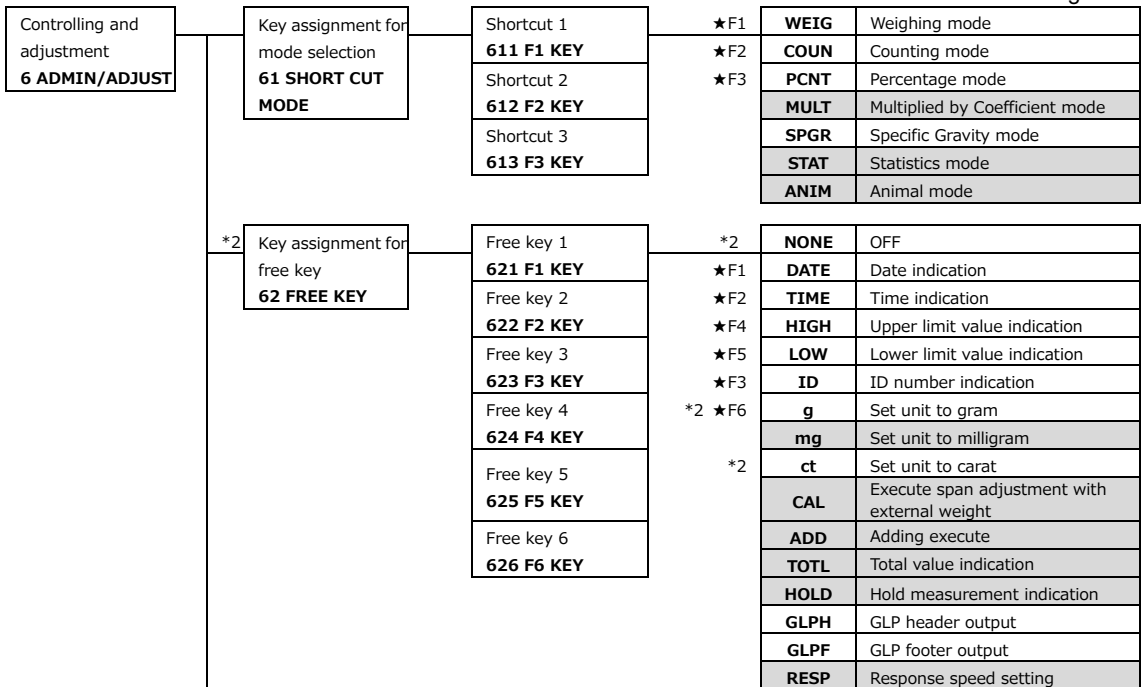 Controlling and
adjustment
6 ADMIN/ADJUST
Key assignment for
mode selection
61 SHORT CUT
MODE
Shortcut 1
611 F1 KEY
Shortcut 2
612 F2 KEY
Shortcut 3
613 F3 KEY
★F1 WEIG Weighing mode
★F2 COUN Counting mode
★F3 PCNT Percentage mode
MULT Multiplied by Coefficient mode
SPGR Specific Gravity mode
STAT Statistics mode
ANIM Animal mode
*2 Key assignment for
free key
62 FREE KEY
Free key 1
621 F1 KEY
Free key 2
622 F2 KEY
Free key 3
623 F3 KEY
Free key 4
624 F4 KEY
Free key 5
625 F5 KEY
Free key 6
626 F6 KEY
*2 NONE OFF
★F1 DATE Date indication
★F2 TIME Time indication
★F4 HIGH Upper limit value indication
★F5 LOW Lower limit value indication
★F3 ID ID number indication
*2 ★F6 g Set unit to gram
mg Set unit to milligram
*2 ct Set unit to carat
CAL Execute span adjustment with
external weight
ADD Adding execute
TOTL Total value indication
HOLD Hold measurement indication
GLPH GLP header output
GLPF GLP footer output
RESP Response speed setting